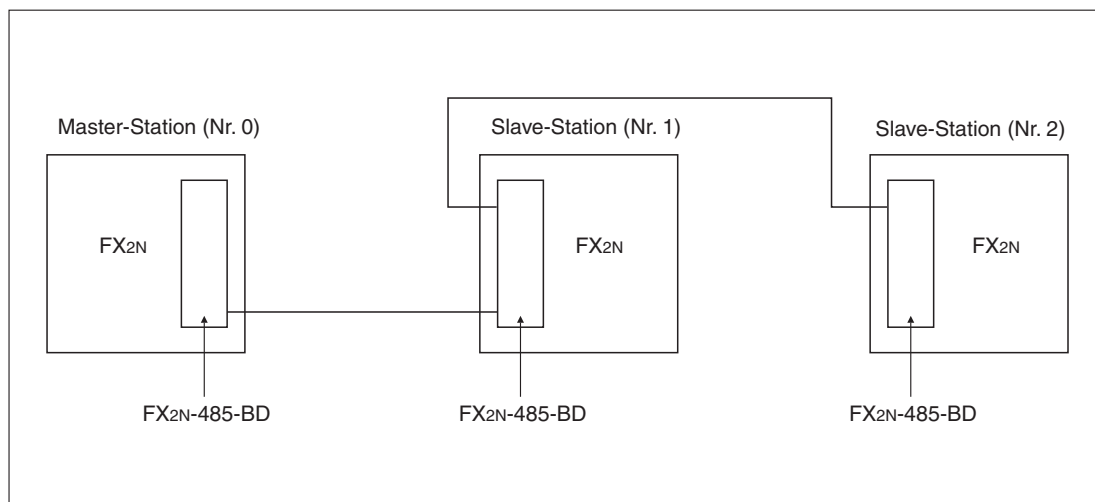 Master-Station (Nr. 0)
Slave-Station (Nr. 1)
Slave-Station (Nr. 2)
FX2N
FX2N
FX2N
FX2N-485-BD
FX2N-485-BD
FX2N-485-BD